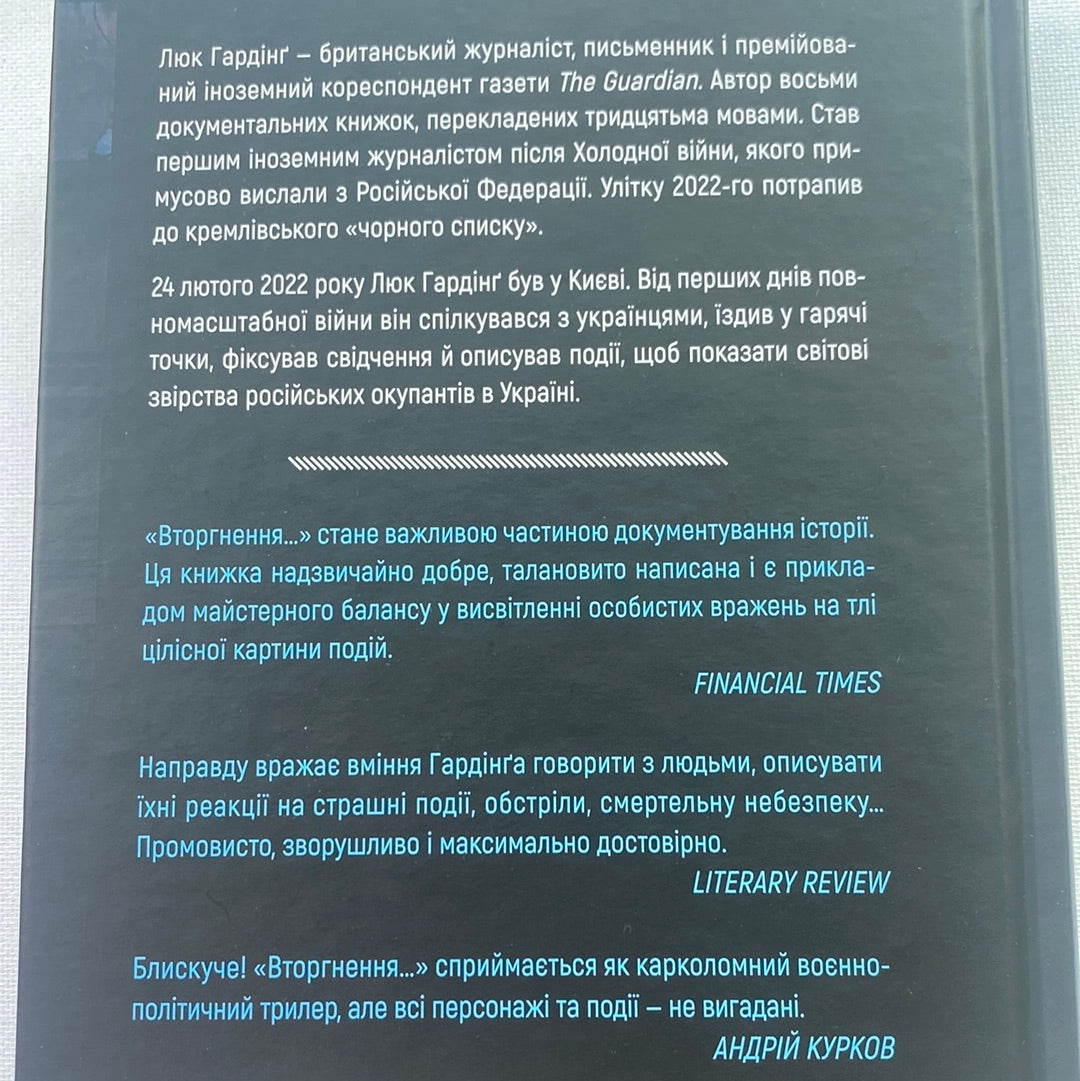 Люк Гардінґ – британський журналіст, письменник і премійова-
ний іноземний кореспондент газети The Guardian. Автор восьми
документальних книжок, перекладених тридцятьма мовами. Став
першим іноземним журналістом після Холодної війни, якого при-
мусово вислали з Російської Федерації. Улітку 2022-го потрапив
до кремлівського «чорного списку».
24 лютого 2022 року Люк Гардінґ був у Києві. Від перших днів пов-
номасштабної війни він спілкувався з українцями, їздив у гарячі
точки, фіксував свідчення й описував події, щоб показати світові
звірства російських окупантів в Україні.
«Вторгнення...» стане важливою частиною документування історії.
Ця книжка надзвичайно добре, талановито написана і є прикла-
дом майстерного балансу у висвітленні особистих вражень на тлі
цілісної картини подій.
FINANCIAL TIMES
Направду вражає вміння Гардінґа говорити з людьми, описувати
їхні реакції на страшні події, обстріли, смертельну небезпеку...
Промовисто, зворушливо і максимально достовірно.
LITERARY REVIEW
Блискуче! «Вторгнення...» сприймається як карколомний воєнно-
політичний трилер, але всі персонажі та події – не вигадані.
АНДРІЙ КУРКОВ